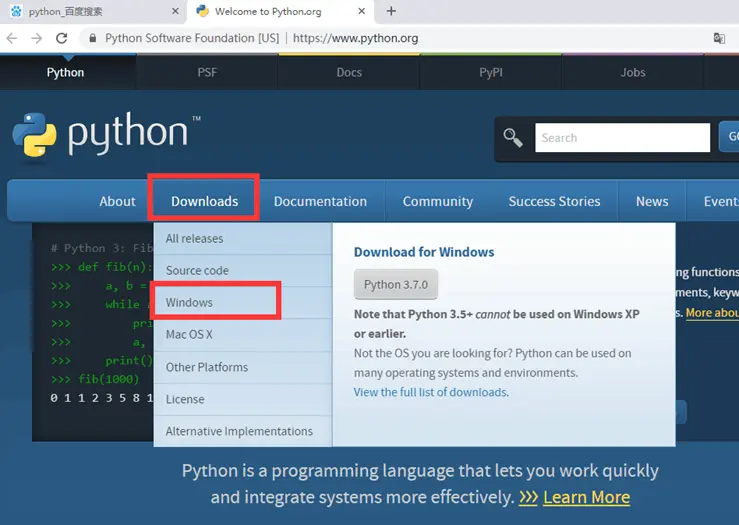 python_百度搜索
Welcome to Python.org
Python Software Foundation [US] | https://www.python.org
Python
PSF
Docs
PyPI
Jobs
python™
Search
GO
About
Downloads
Documentation
Community
Success Stories
News
Events
# Python 3: Fib
>>> def fib(n):
>>> a, b =
>>> while
>>> pri
>>> a,
>>> print()
>>> fib(1000)
0 1 1 2 3 5 8 1
All releases
Source code
Windows
Mac OS X
Other Platforms
License
Alternative Implementations
Download for Windows
Python 3.7.0
Note that Python 3.5+ cannot be used on Windows XP
or earlier.
Not the OS you are looking for? Python can be used on
many operating systems and environments.
View the full list of downloads.
ng functions
ments, keyw
s. More abou
Python is a programming language that lets you work quickly
and integrate systems more effectively. >>> Learn More